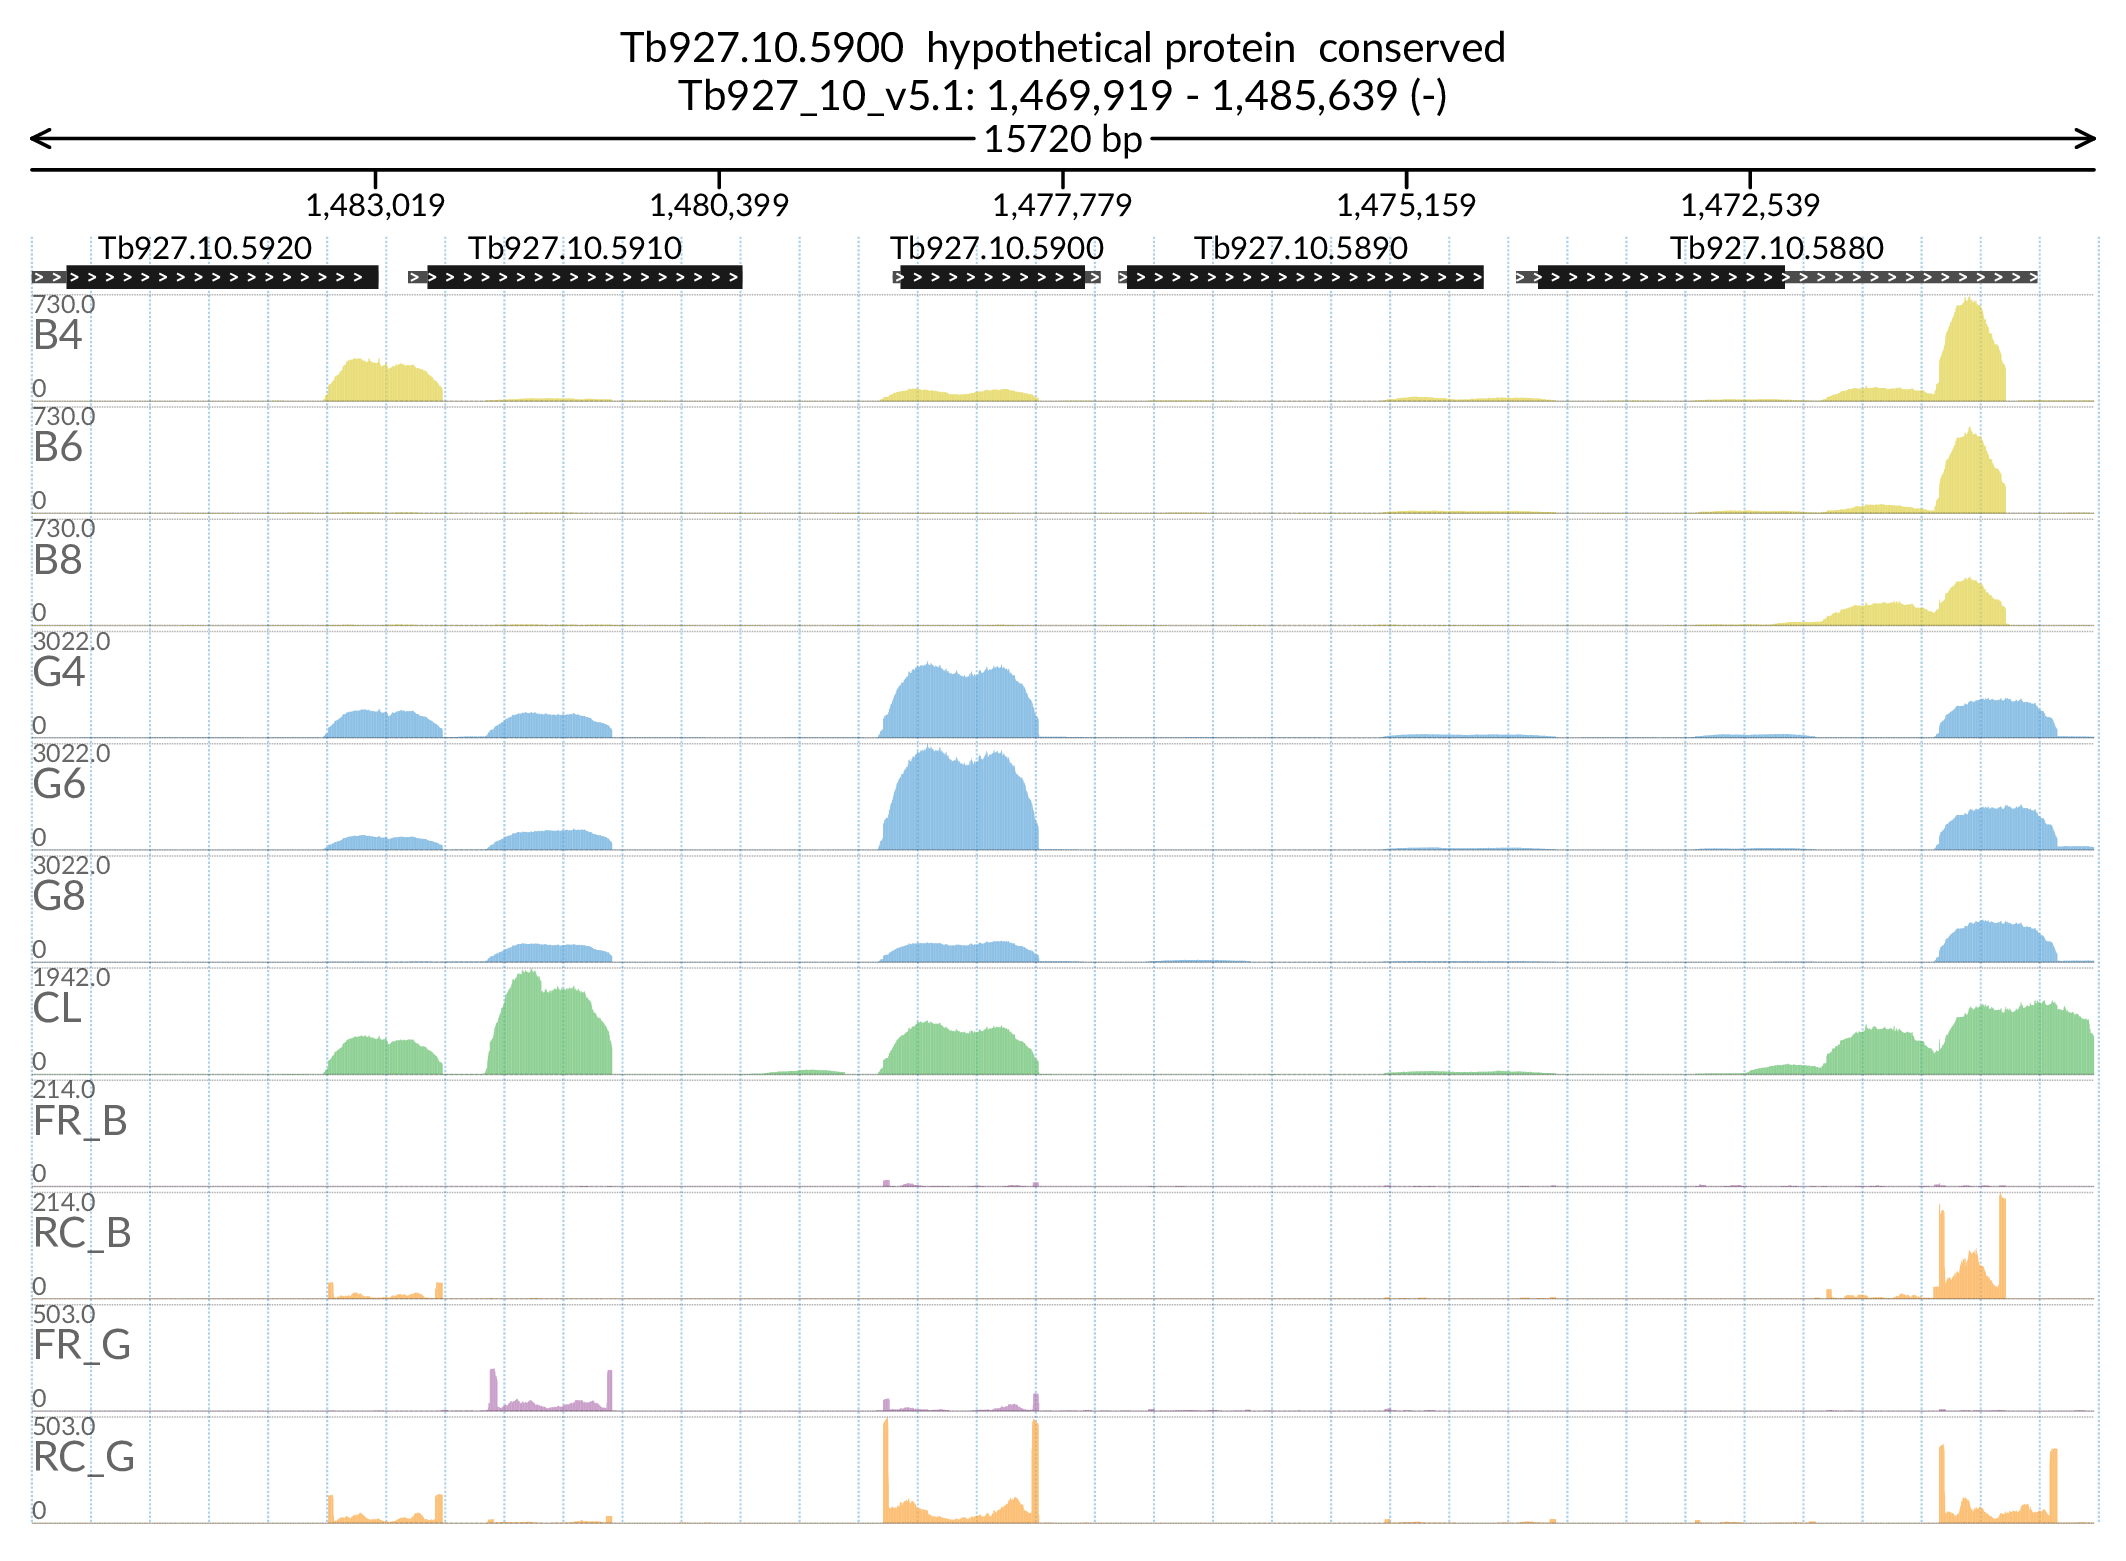 Tb927.10.5900  hypothetical protein  conserved
Tb927_10_v5.1: 1,469,919 - 1,485,639 (-)
15720 bp
1,483,019 1,480,399 1,477,779 1,475,159 1,472,539
Tb927.10.5920 Tb927.10.5910 Tb927.10.5900 Tb927.10.5890 Tb927.10.5880
730.0
B4
0
730.0
B6
0
730.0
B8
0
3022.0
G4
0
3022.0
G6
0
3022.0
G8
0
1942.0
CL
0
214.0
FR_B
0
214.0
RC_B
0
503.0
FR_G
0
503.0
RC_G
0